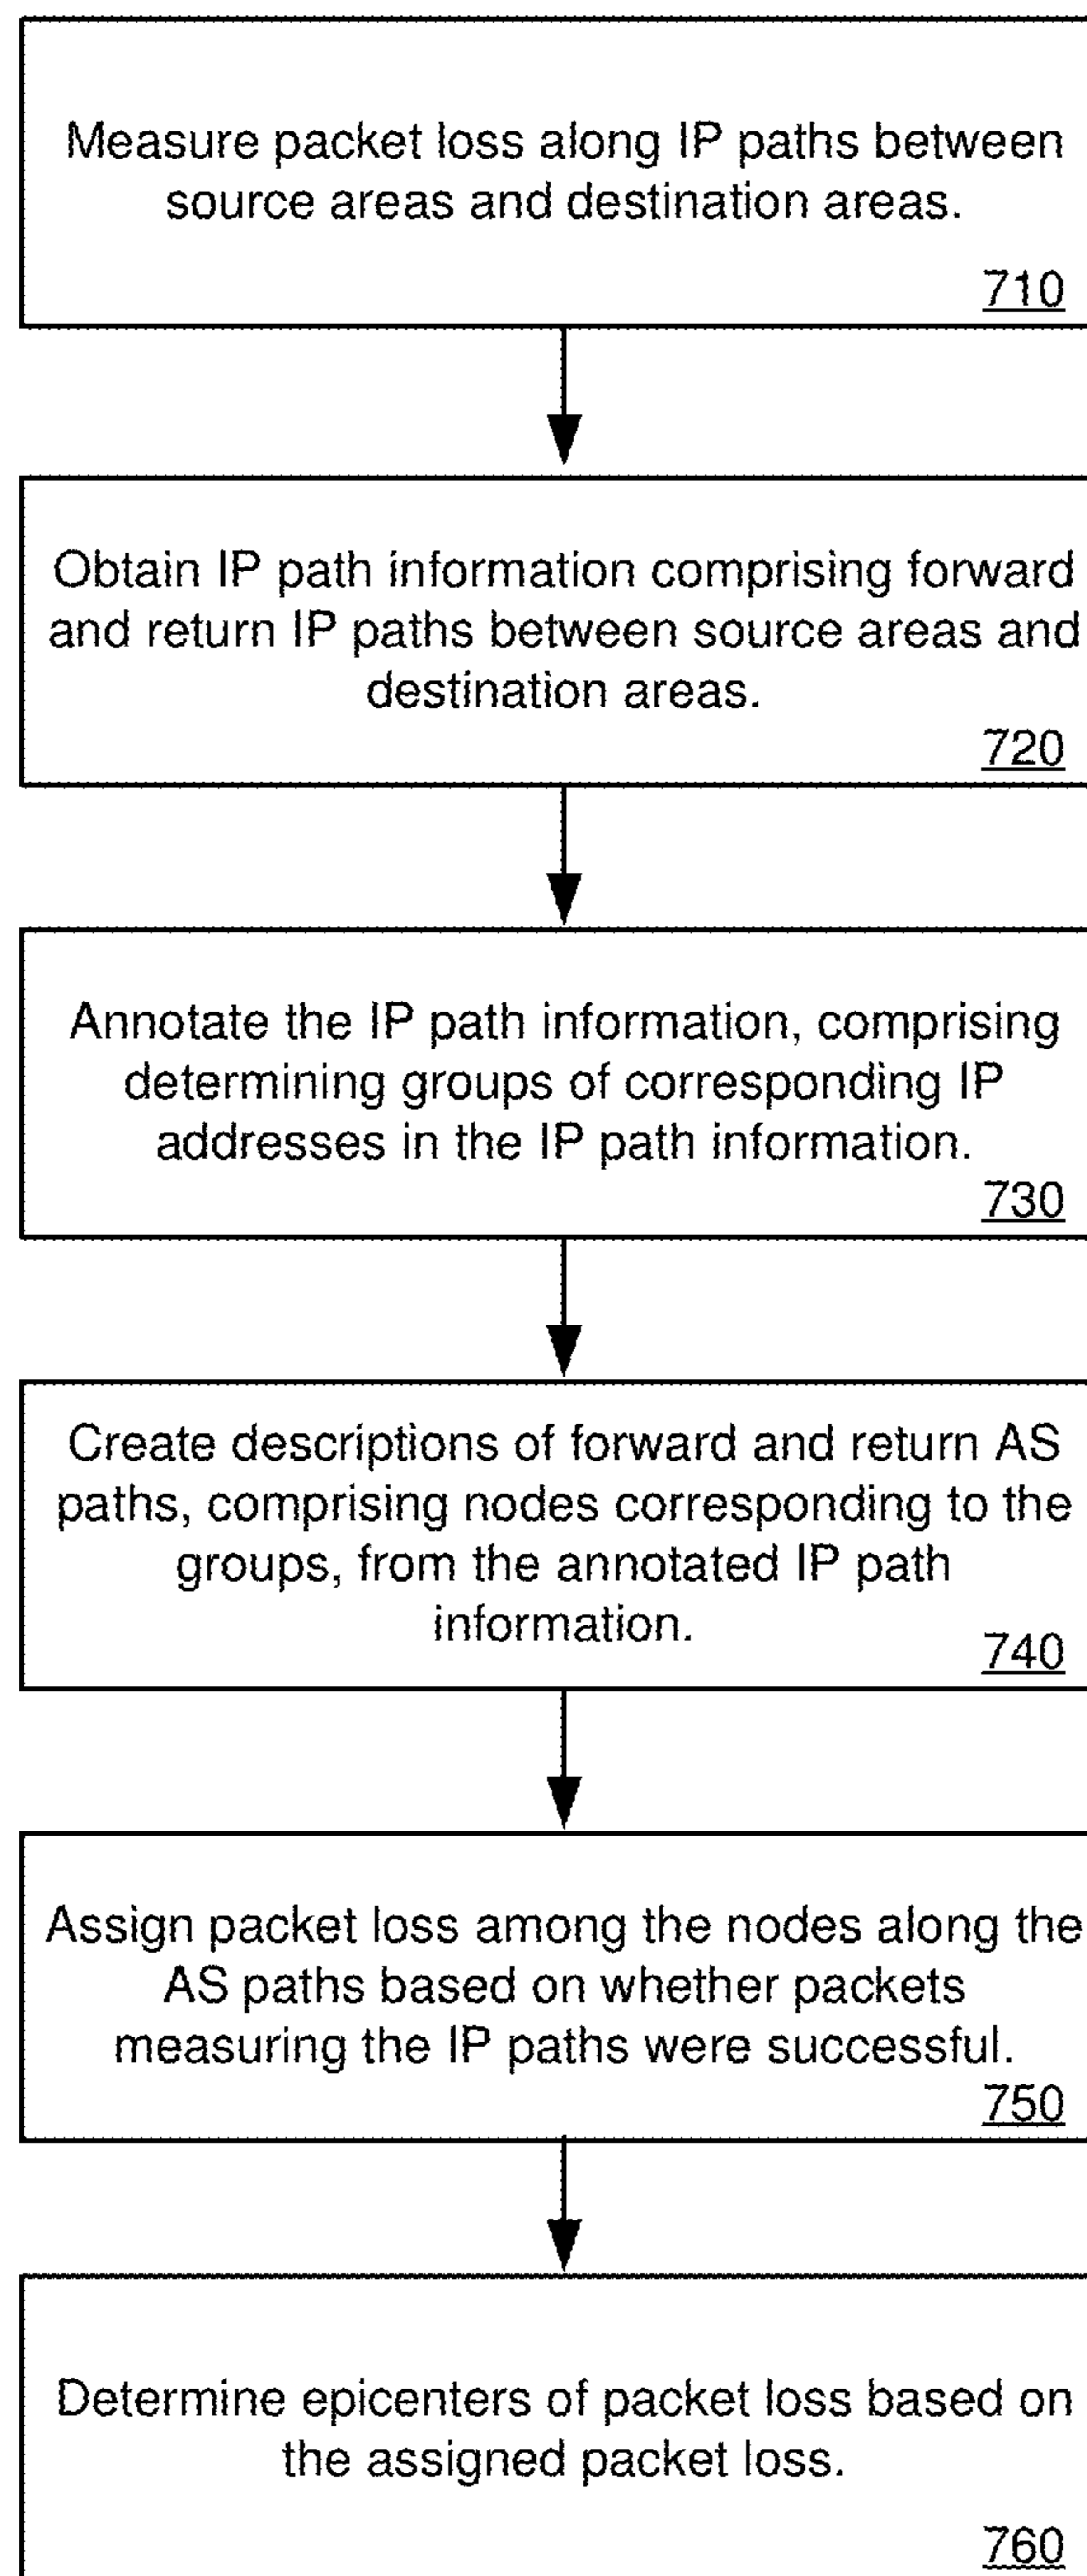 Measure packet loss along IP paths between
source areas and destination areas.
710
Obtain IP path information comprising forward
and return IP paths between source areas and
destination areas.
720
Annotate the IP path information, comprising
determining groups of corresponding IP
addresses in the IP path information.
730
Create descriptions of forward and return AS
paths, comprising nodes corresponding to the
groups, from the annotated IP path
information.
740
Assign packet loss among the nodes along the
AS paths based on whether packets
measuring the IP paths were successful.
750
Determine epicenters of packet loss based on
the assigned packet loss.
760